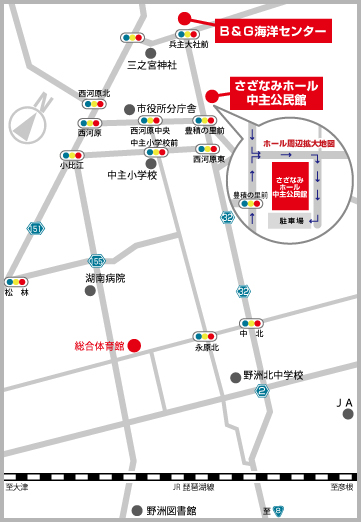 B&G海洋センター
兵主大社前
三之宮神社
さざなみホール
中主公民館
西河原北
市役所分庁舎
西河原
西河原中央
豊積の里前
中主小学校前
小比江
西河原東
中主小学校
ホール周辺拡大地図
さざなみ
ホール
中主公民館
豊積の里前
駐車場
32
151
155
湖南病院
松林
32
総合体育館
永原北
中北
野洲北中学校
2
JA
至大津
JR 琵琶湖線
至彦根
野洲図書館
至 8